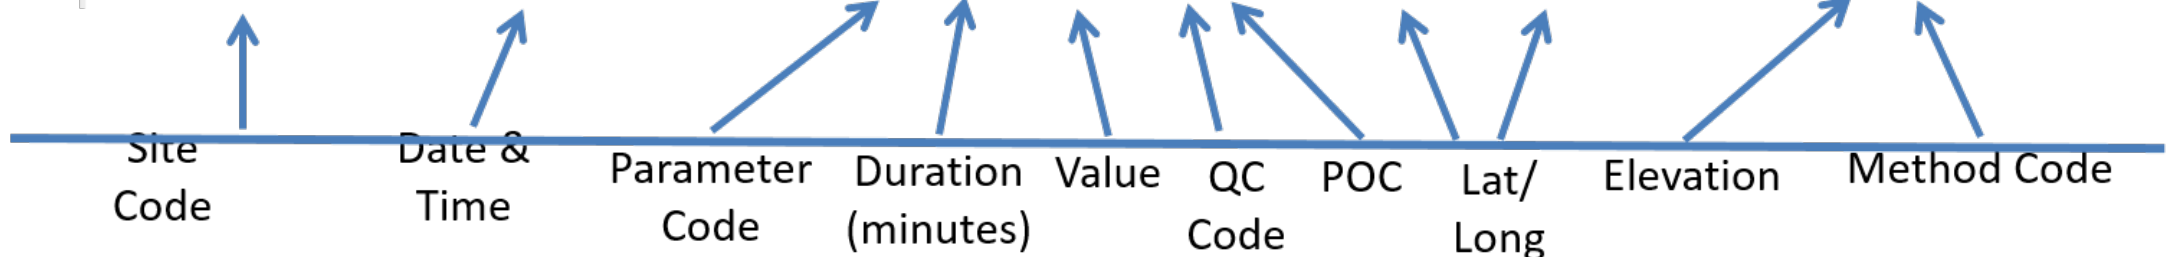 Site
Code
Date &
Time
Parameter
Code
Duration
(minutes)
Value
QC
Code
POC
Lat/
Long
Elevation
Method Code